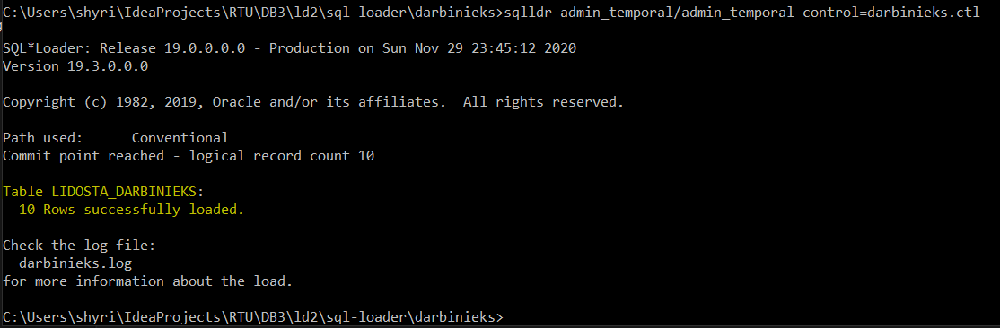 C:\Users\shyri\IdeaProjects\RTU\DB3\ld2\sql-loader\darbinieks>sqlldr admin_temporal/admin_temporal control=darbinieks.ctl
SQL*Loader: Release 19.0.0.0.0 - Production on Sun Nov 29 23:45:12 2020
Version 19.3.0.0.0
Copyright (c) 1982, 2019, Oracle and/or its affiliates.  All rights reserved.
Path used:      Conventional
Commit point reached - logical record count 10
Table LIDOSTA_DARBINIEKS:
  10 Rows successfully loaded.
Check the log file:
  darbinieks.log
for more information about the load.
C:\Users\shyri\IdeaProjects\RTU\DB3\ld2\sql-loader\darbinieks>